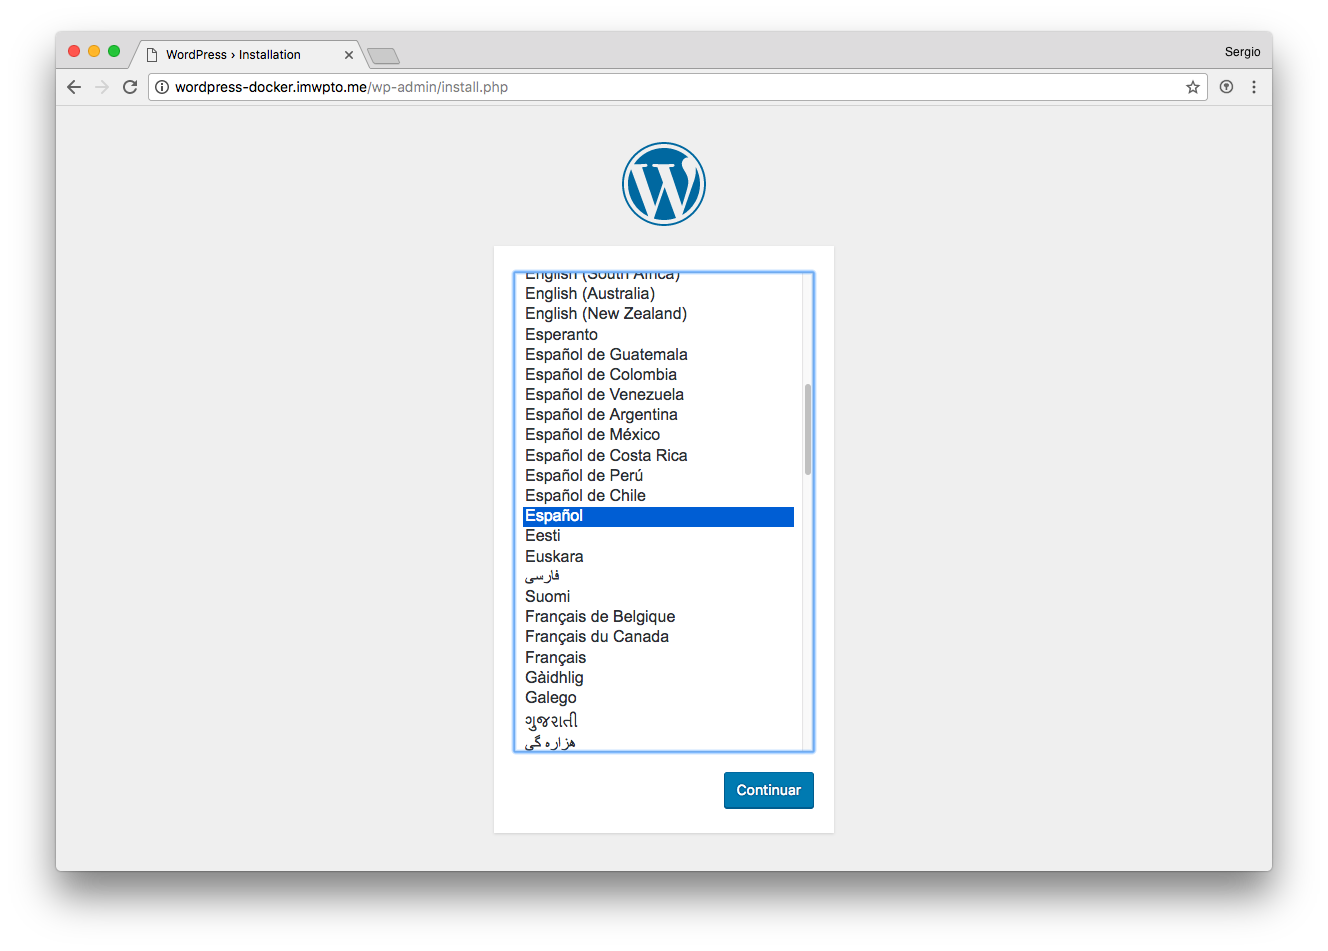 WordPress › Installation
Sergio
wordpress-docker.imwpto.me/wp-admin/install.php
English (South Africa)
English (Australia)
English (New Zealand)
Esperanto
Español de Guatemala
Español de Colombia
Español de Venezuela
Español de Argentina
Español de México
Español de Costa Rica
Español de Perú
Español de Chile
Español
Eesti
Euskara
فارسی
Suomi
Français de Belgique
Français du Canada
Français
Gàidhlig
Galego
ગુજરાતી
هزاره گی
Continuar